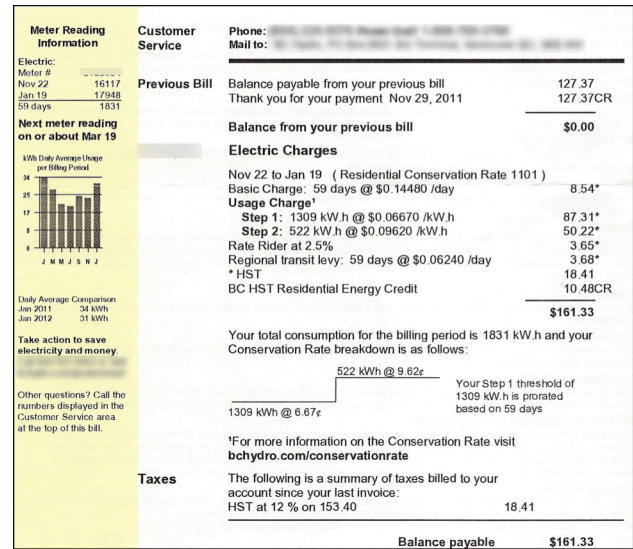 Meter Reading
Information
Electric:
Meter #
Nov 22 16117
Jan 19 17948
59 days 1831
Next meter reading
on or about Mar 19
kWh Daily Average Usage
per Billing Period
34
25
17
8
0
J M M J S N J
Daily Average Comparison
Jan 2011 34 kWh
Jan 2012 31 kWh
Take action to save
electricity and money.
Other questions? Call the
numbers displayed in the
Customer Service area
at the top of this bill.
Customer
Service
Phone:
Mail to:
Previous Bill
Balance payable from your previous bill 127.37
Thank you for your payment Nov 29, 2011 127.37CR
Balance from your previous bill $0.00
Electric Charges
Nov 22 to Jan 19 ( Residential Conservation Rate 1101 )
Basic Charge: 59 days @ $0.14480 /day 8.54*
Usage Charge¹
Step 1: 1309 kW.h @ $0.06670 /kW.h 87.31*
Step 2: 522 kW.h @ $0.09620 /kW.h 50.22*
Rate Rider at 2.5% 3.65*
Regional transit levy: 59 days @ $0.06240 /day 3.68*
* HST 18.41
BC HST Residential Energy Credit 10.48CR
$161.33
Your total consumption for the billing period is 1831 kW.h and your
Conservation Rate breakdown is as follows:
522 kWh @ 9.62¢
1309 kWh @ 6.67¢
Your Step 1 threshold of
1309 kW.h is prorated
based on 59 days
¹For more information on the Conservation Rate visit
bchydro.com/conservationrate
Taxes
The following is a summary of taxes billed to your
account since your last invoice:
HST at 12 % on 153.40 18.41
Balance payable $161.33